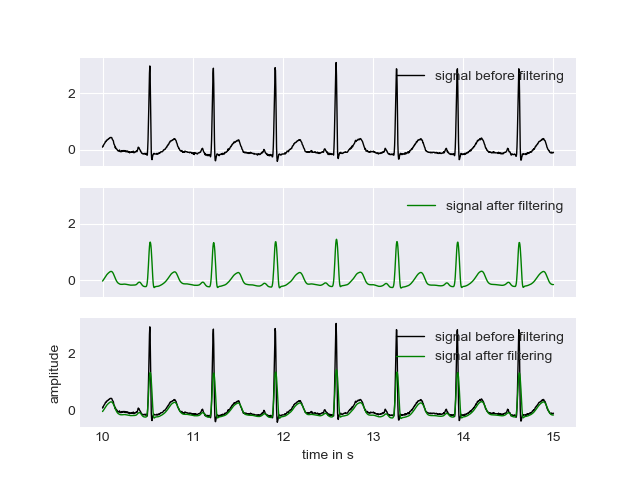 signal before filtering
2
0
signal after filtering
2
0
signal before filtering
signal after filtering
2
0
amplitude
10 11 12 13 14 15
time in s